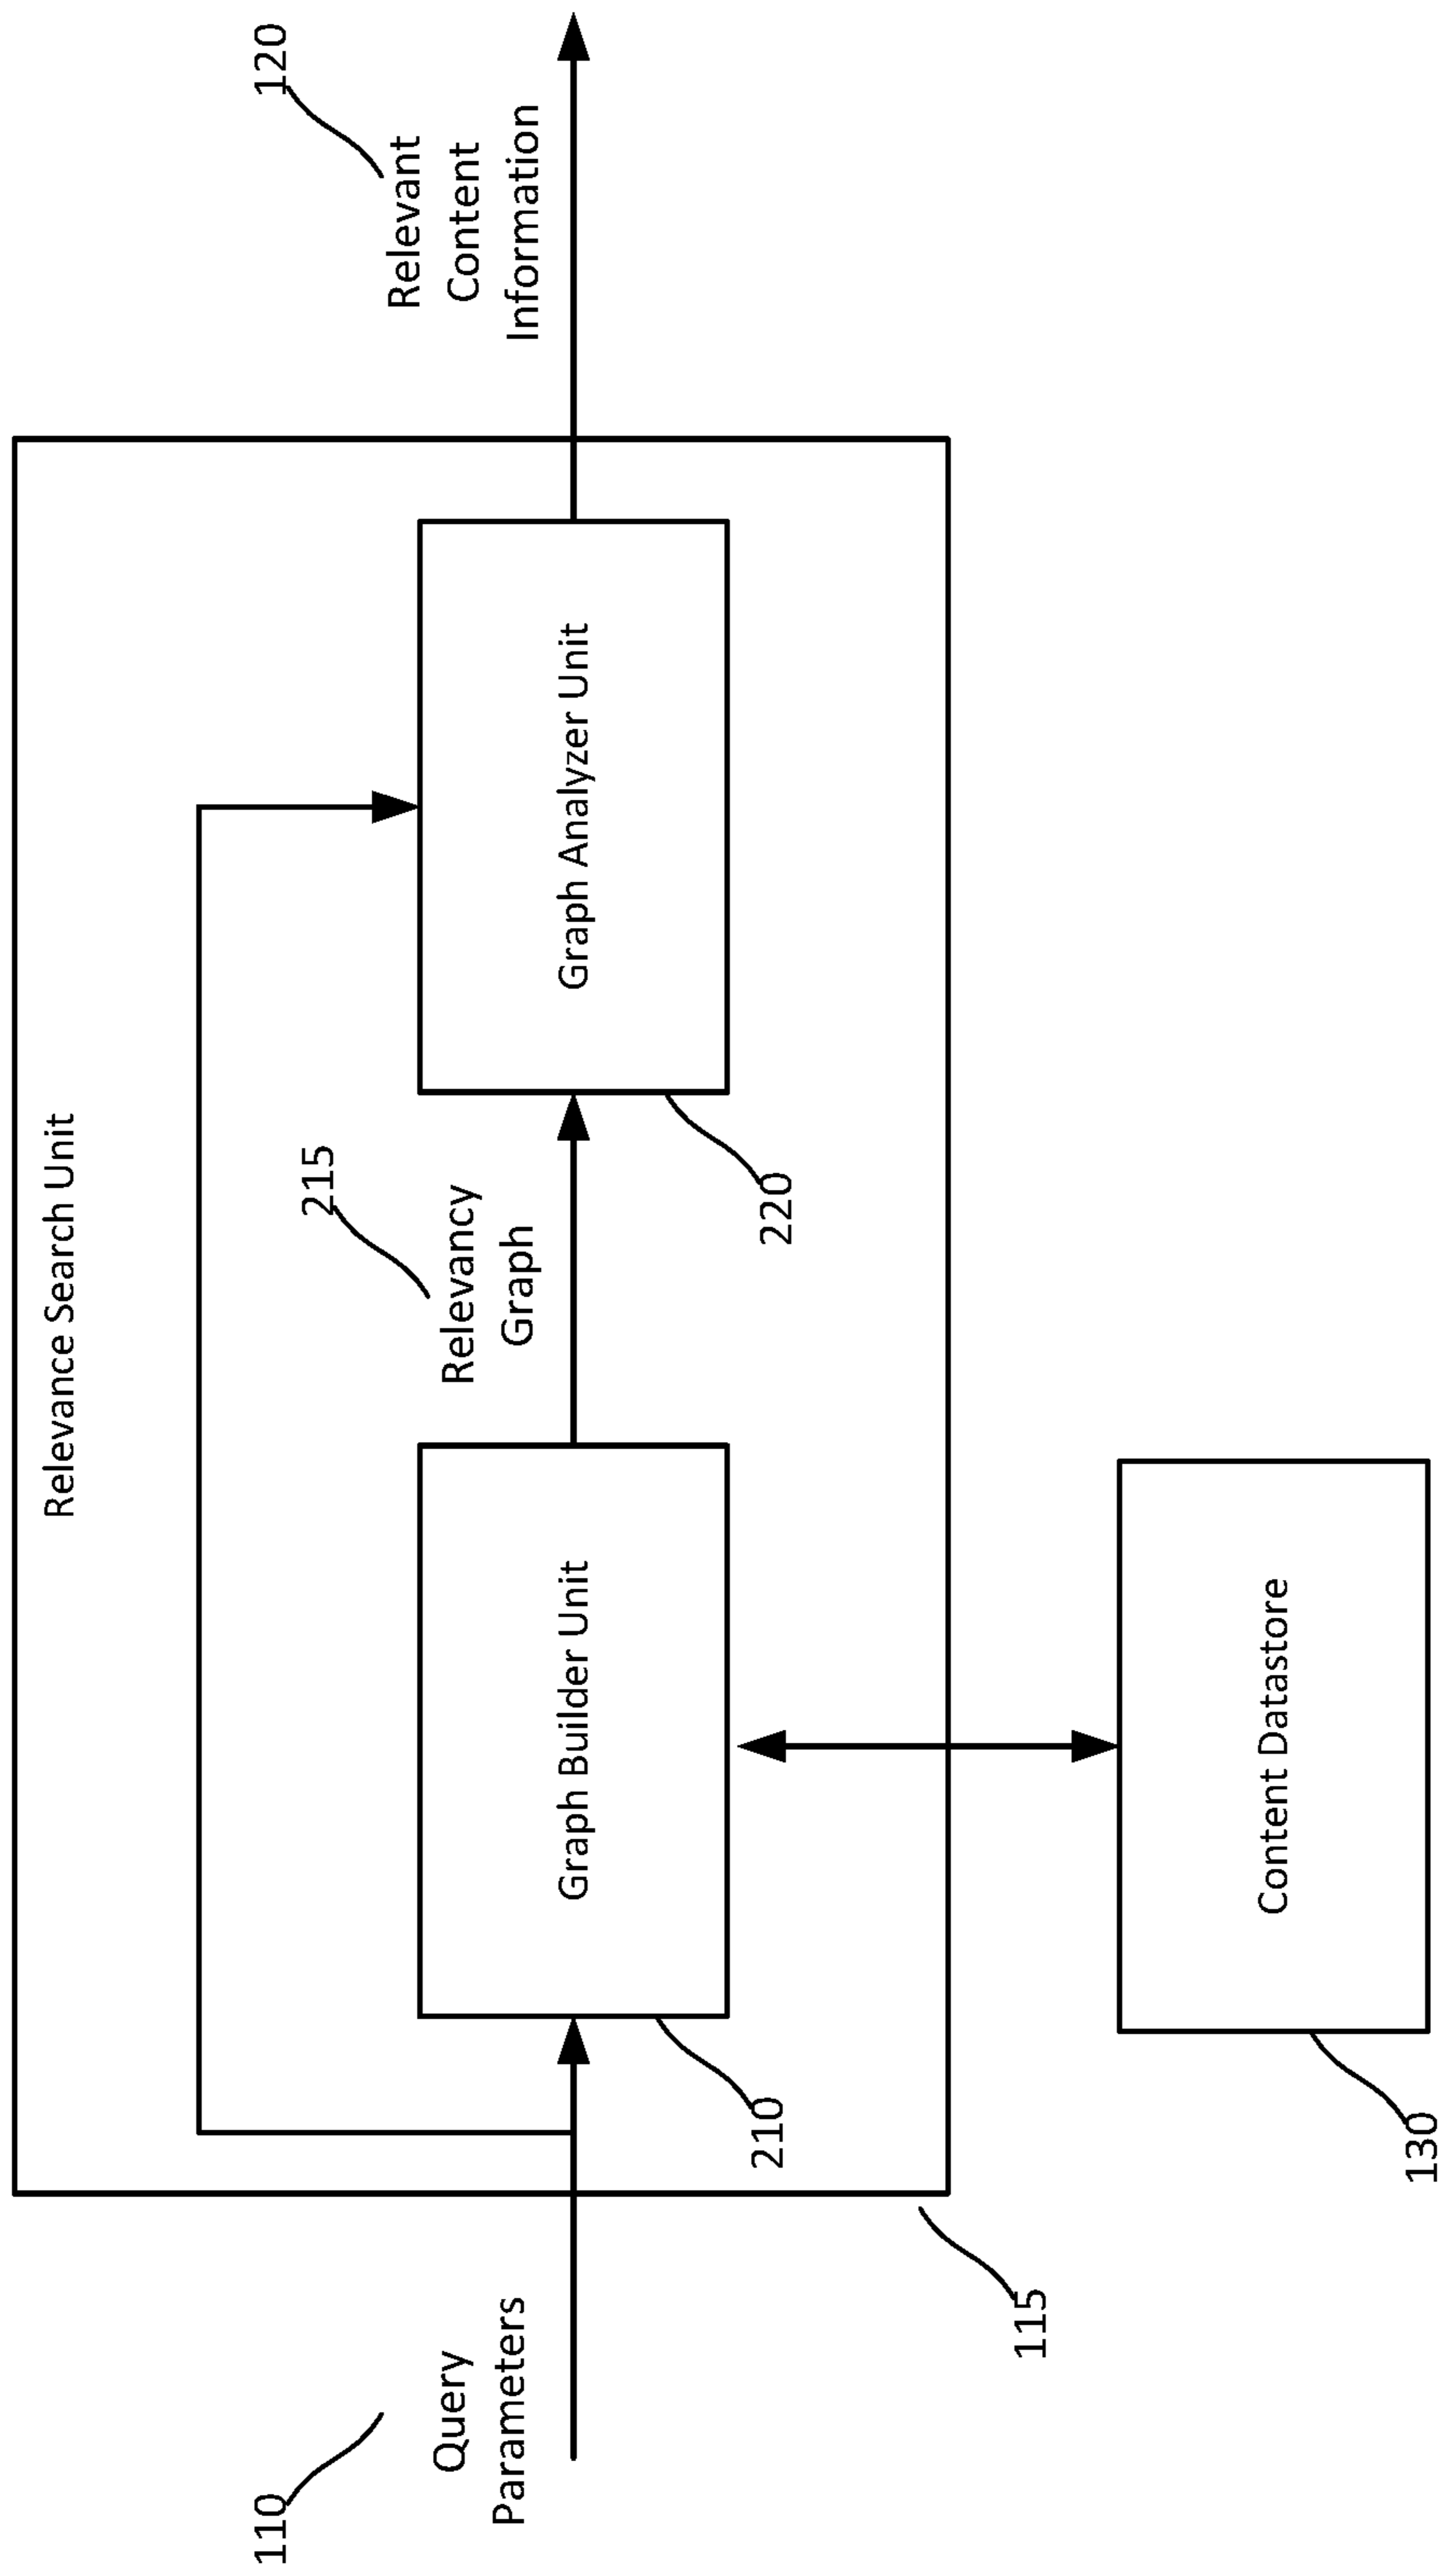 Relevance Search Unit
110
Query
Parameters
Graph Builder Unit
210
215
Relevancy
Graph
Graph Analyzer Unit
220
120
Relevant
Content
Information
115
Content Datastore
130